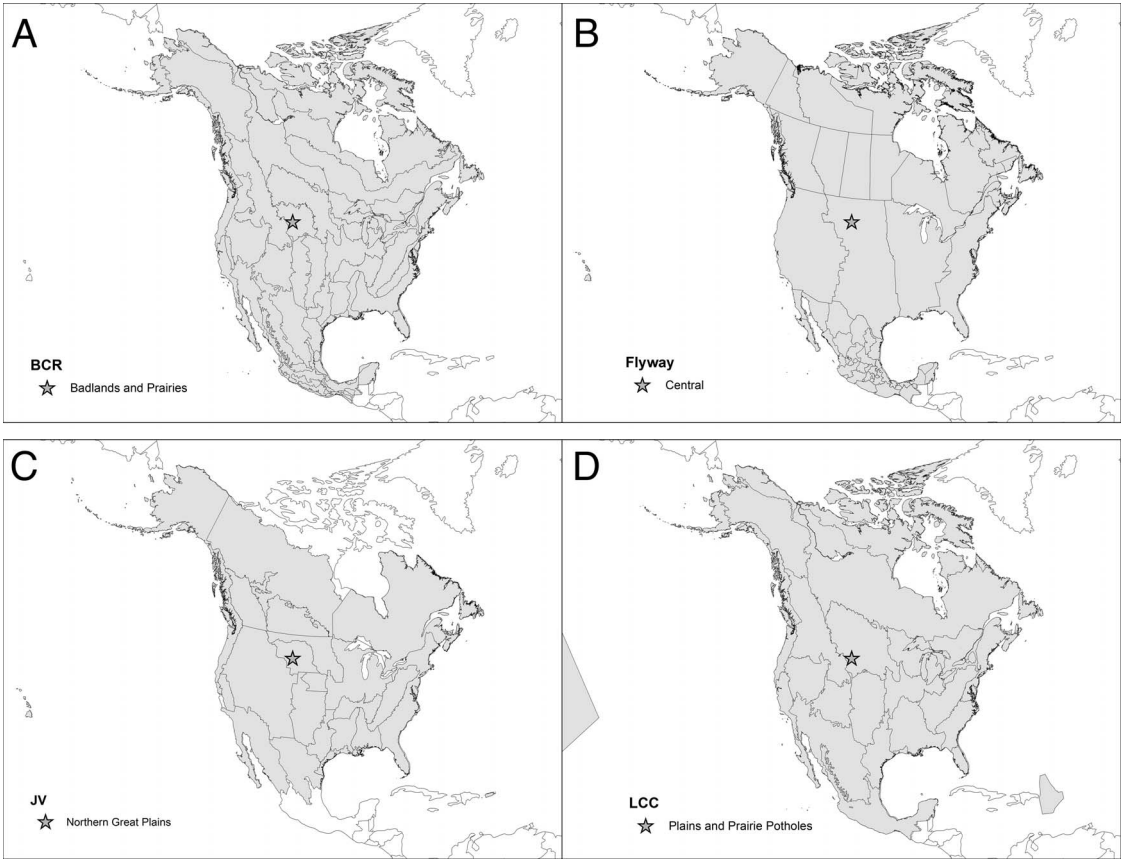 A
BCR
Badlands and Prairies
B
Flyway
Central
C
JV
Northern Great Plains
D
LCC
Plains and Prairie Potholes